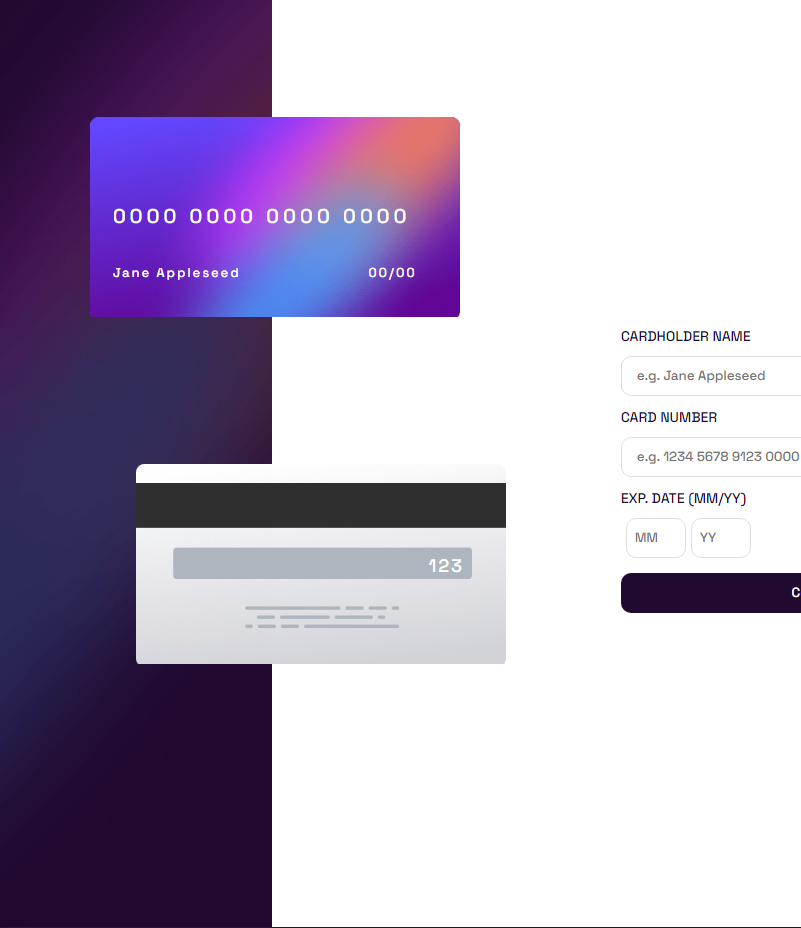 0000 0000 0000 0000
Jane Appleseed 00/00
CARDHOLDER NAME
e.g. Jane Appleseed
CARD NUMBER
e.g. 1234 5678 9123 0000
EXP. DATE (MM/YY)
MM YY
123
C